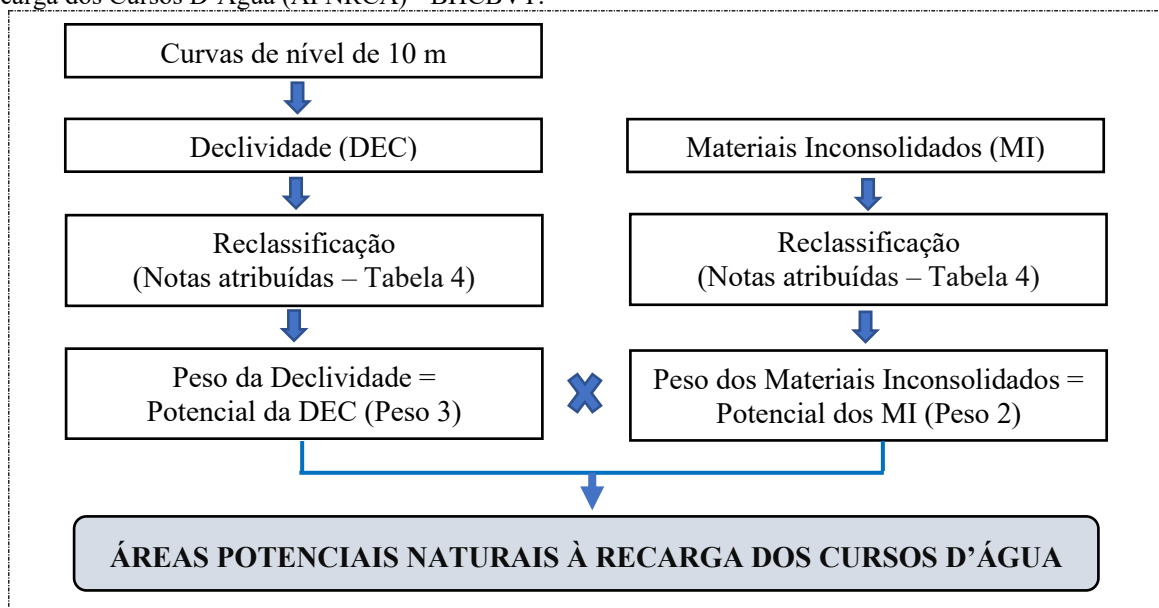 carga dos Cursos D'Água (APNRCA) - BHCBVT.
Curvas de nível de 10 m
Declividade (DEC)
Materiais Inconsolidados (MI)
Reclassificação
(Notas atribuídas – Tabela 4)
Reclassificação
(Notas atribuídas – Tabela 4)
Peso da Declividade =
Potencial da DEC (Peso 3)
Peso dos Materiais Inconsolidados =
Potencial dos MI (Peso 2)
ÁREAS POTENCIAIS NATURAIS À RECARGA DOS CURSOS D'ÁGUA